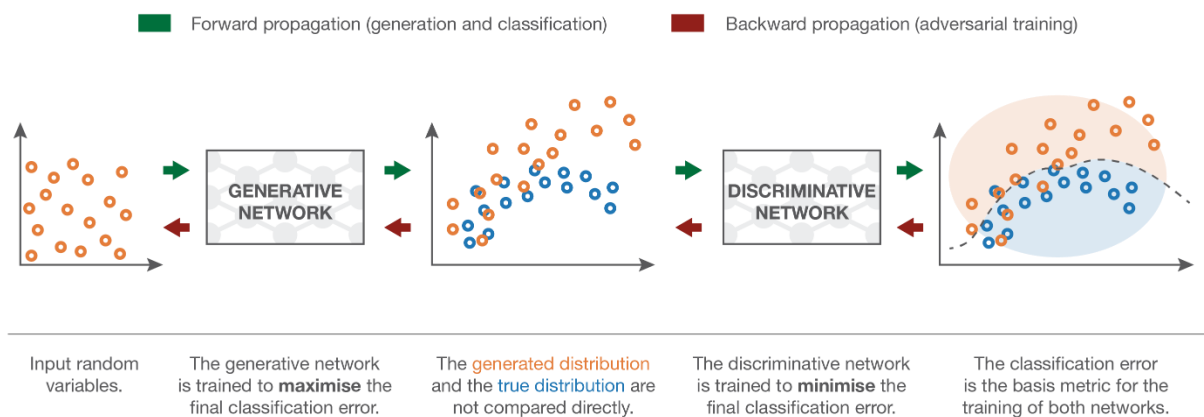 Forward propagation (generation and classification)
Backward propagation (adversarial training)
GENERATIVE
NETWORK
DISCRIMINATIVE
NETWORK
Input random
variables.
The generative network
is trained to maximise the
final classification error.
The generated distribution
and the true distribution are
not compared directly.
The discriminative network
is trained to minimise the
final classification error.
The classification error
is the basis metric for the
training of both networks.